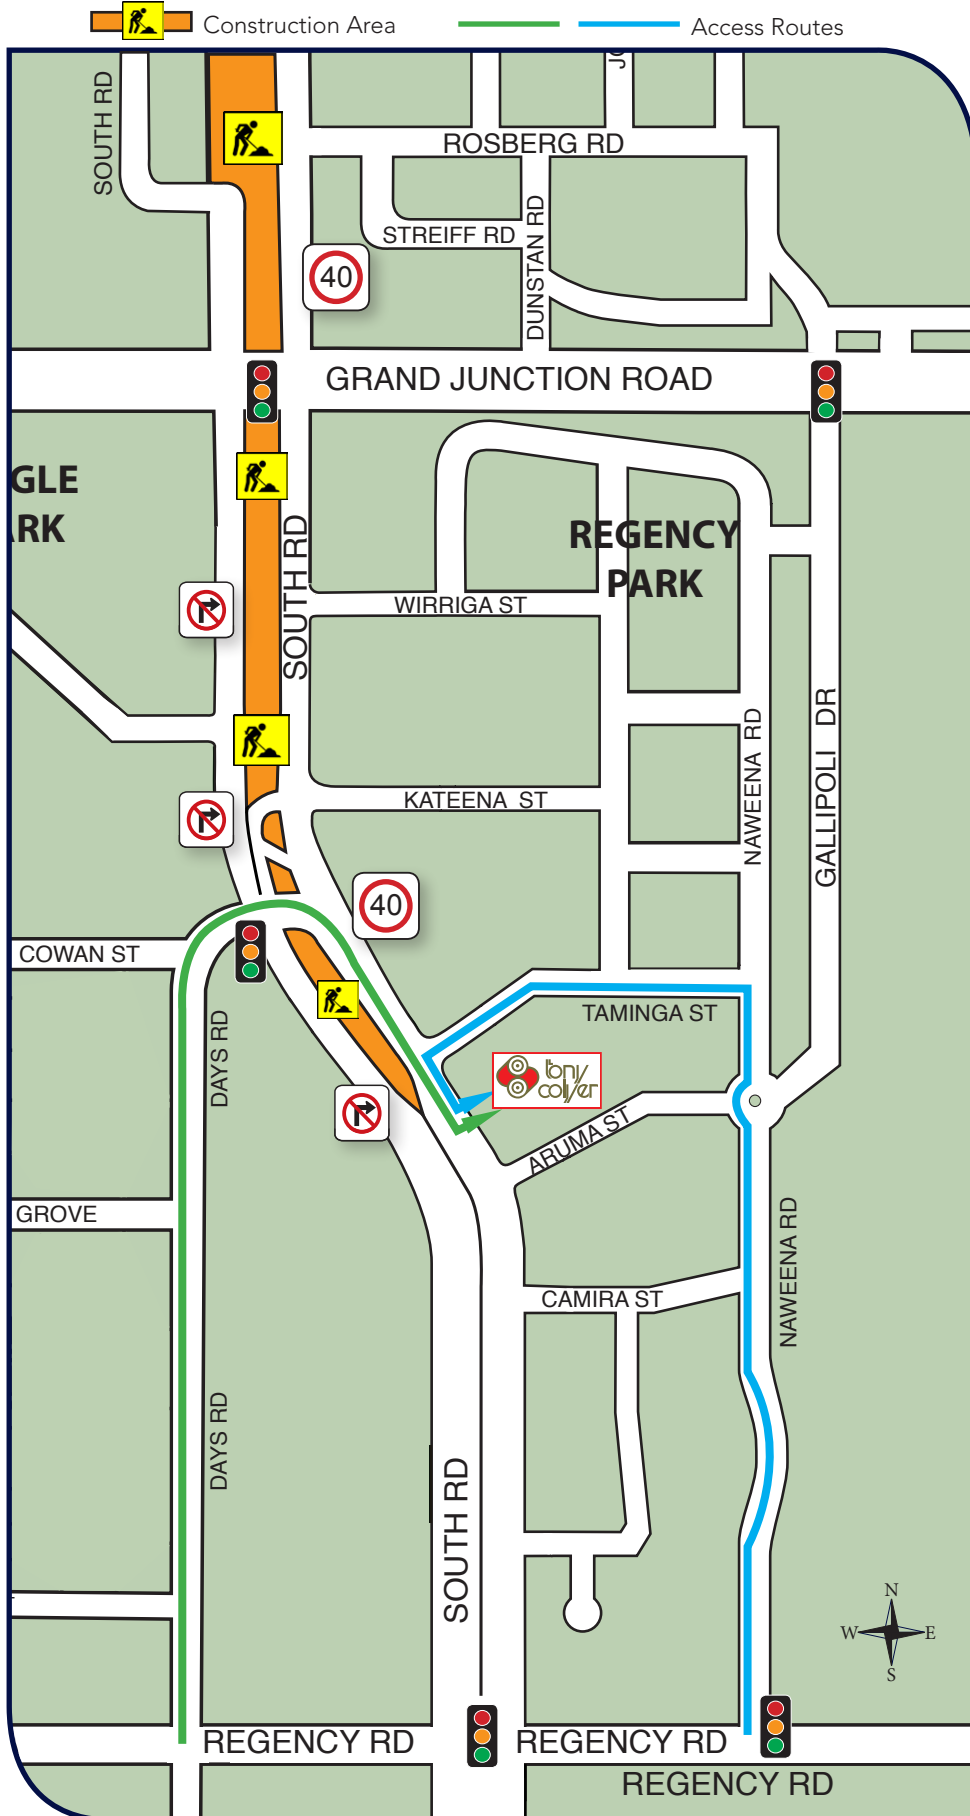 Construction Area
Access Routes
SOUTH RD
ROSBERG RD
STREIFF RD
DUNSTAN RD
40
GRAND JUNCTION ROAD
GLE
RK
REGENCY
PARK
SOUTH RD
WIRRIGA ST
KATEENA ST
NAWEENA RD
GALLIPOLI DR
40
COWAN ST
TAMINGA ST
DAYS RD
tony
collyer
ARUMA ST
GROVE
NAWEENA RD
CAMIRA ST
DAYS RD
SOUTH RD
N
W E
S
REGENCY RD
REGENCY RD
REGENCY RD